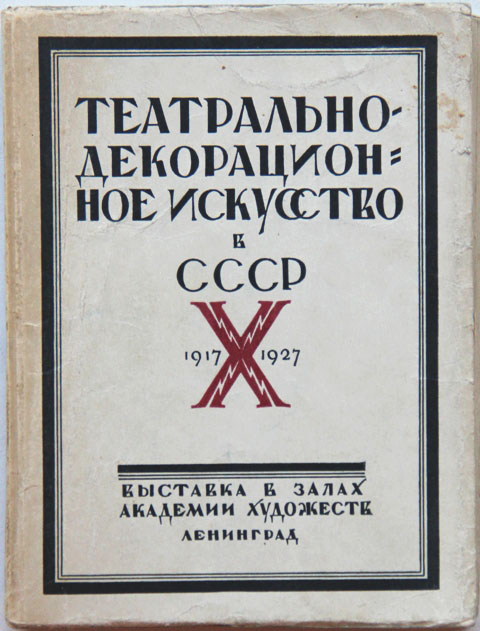 ТЕАТРАЛЬНО-
ДЕКОРАЦИОН=
НОЕ ИСКУССТВО
в
СССР
1917 X 1927
ВЫСТАВКА В ЗАЛАХ
АКАДЕМИИ ХУДОЖЕСТВ
ЛЕНИНГРАД